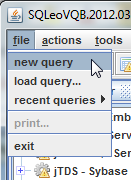 SQLeoVQB.2012.03
file actions tools
new query
load query...
recent queries
print...
exit
jTDS - Sybase